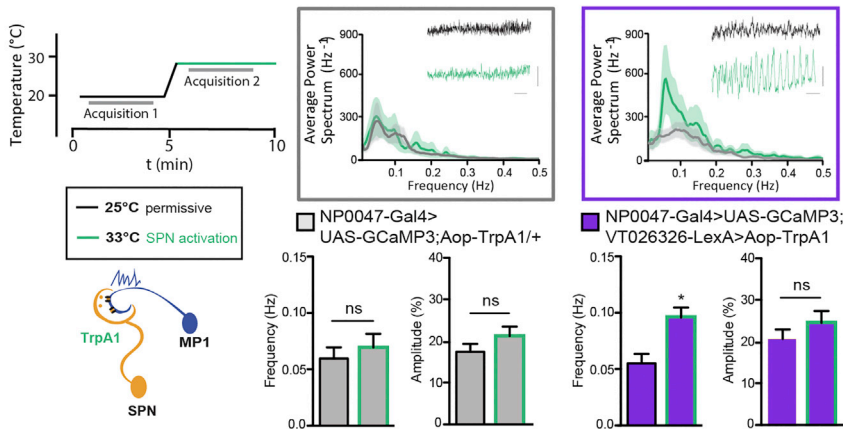 Temperature (°C)
30
20
Acquisition 2
Acquisition 1
0
5
10
t (min)
25°C permissive
33°C SPN activation
TrpA1
MP1
SPN
Average Power
Spectrum (Hz⁻¹)
900
600
300
0
0.1
0.2
0.3
0.4
0.5
Frequency (Hz)
NP0047-Gal4>
UAS-GCaMP3;Aop-TrpA1/+
Frequency (Hz)
0.15
0.10
0.05
0.0
ns
Amplitude (%)
40
30
20
10
0
ns
Average Power
Spectrum (Hz⁻¹)
900
600
300
0
0.1
0.2
0.3
0.4
0.5
Frequency (Hz)
NP0047-Gal4>UAS-GCaMP3;
VT026326-LexA>Aop-TrpA1
Frequency (Hz)
0.15
0.10
0.05
0.0
*
Amplitude (%)
40
30
20
10
0
ns